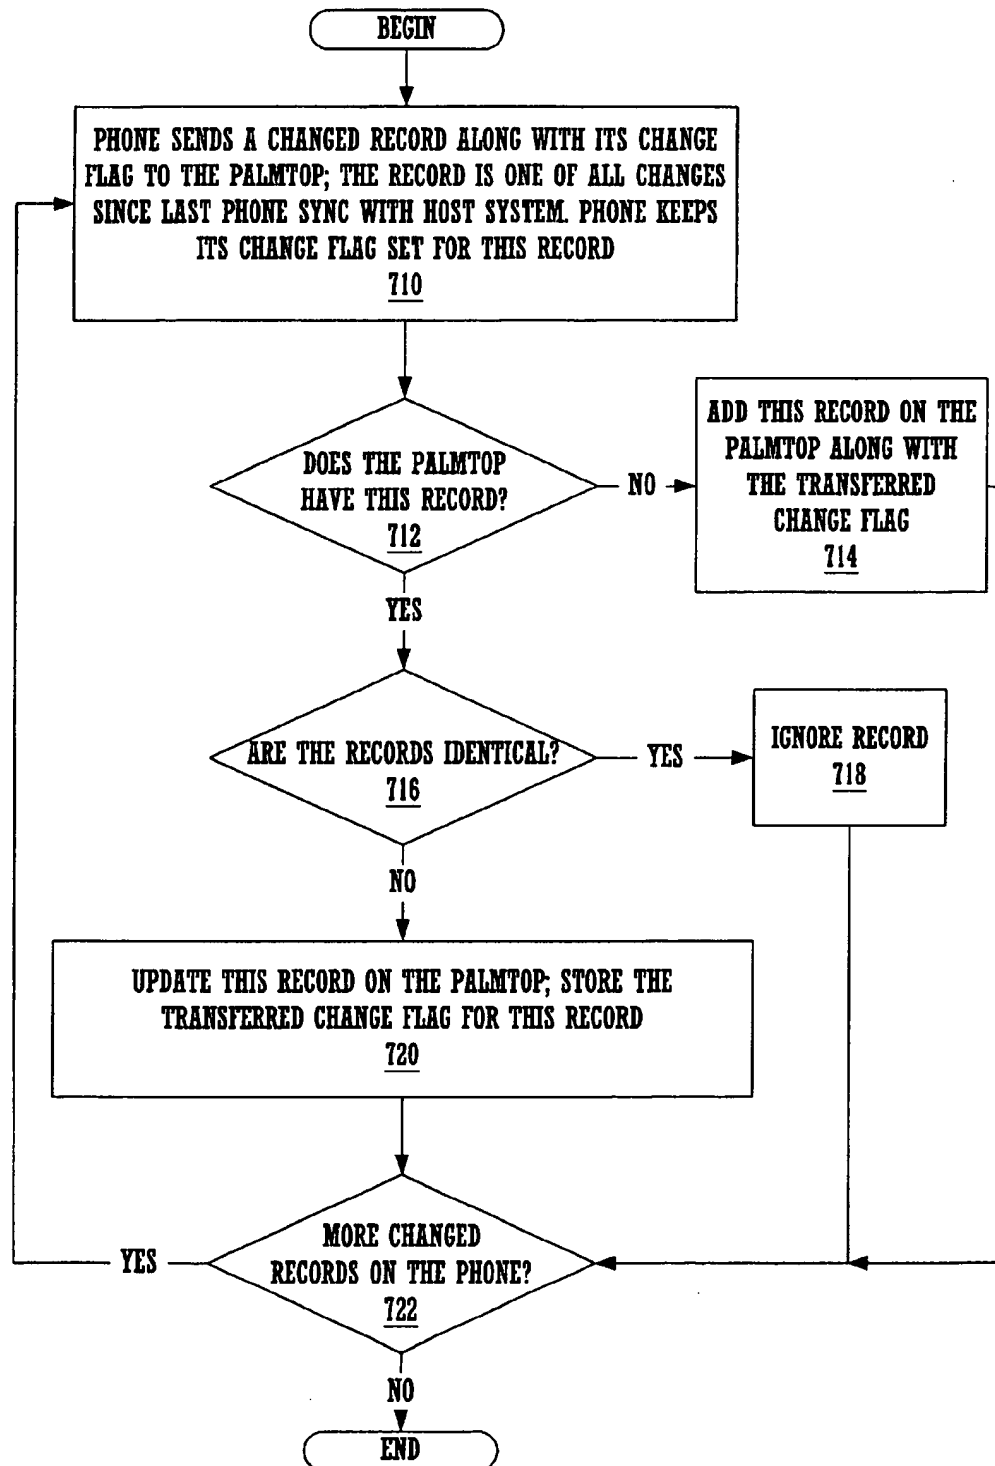 BEGIN
PHONE SENDS A CHANGED RECORD ALONG WITH ITS CHANGE
FLAG TO THE PALMTOP; THE RECORD IS ONE OF ALL CHANGES
SINCE LAST PHONE SYNC WITH HOST SYSTEM. PHONE KEEPS
ITS CHANGE FLAG SET FOR THIS RECORD
710
DOES THE PALMTOP
HAVE THIS RECORD?
712
NO
ADD THIS RECORD ON THE
PALMTOP ALONG WITH
THE TRANSFERRED
CHANGE FLAG
714
YES
ARE THE RECORDS IDENTICAL?
716
YES
IGNORE RECORD
718
NO
UPDATE THIS RECORD ON THE PALMTOP; STORE THE
TRANSFERRED CHANGE FLAG FOR THIS RECORD
720
MORE CHANGED
RECORDS ON THE PHONE?
722
YES
NO
END